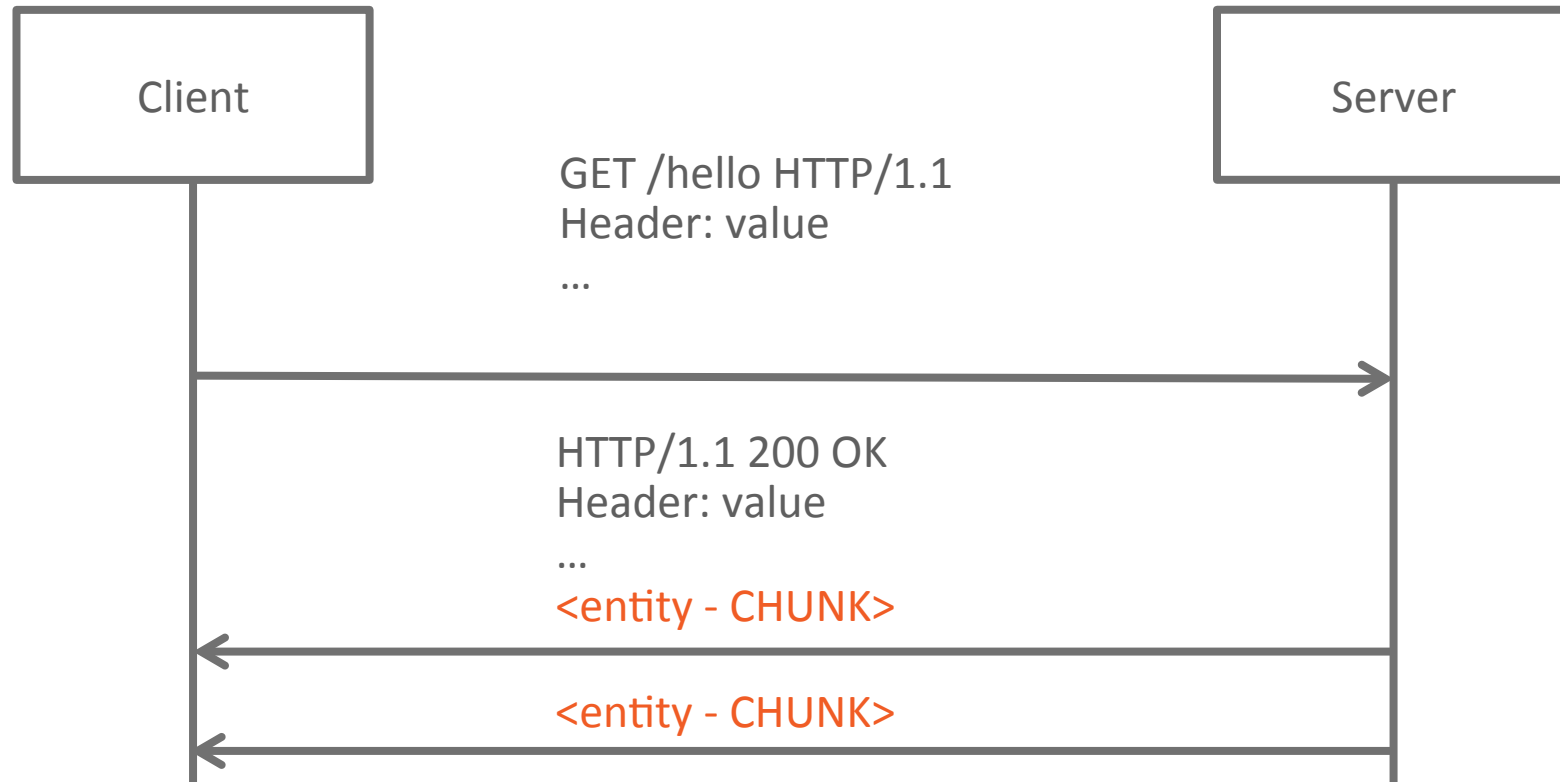 Client
Server
GET /hello HTTP/1.1
Header: value
...
HTTP/1.1 200 OK
Header: value
...
<entity - CHUNK>
<entity - CHUNK>